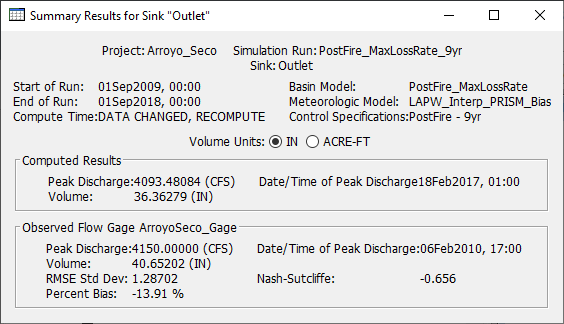 Summary Results for Sink "Outlet"
Project: Arroyo_Seco Simulation Run: PostFire_MaxLossRate_9yr
Sink: Outlet
Start of Run: 01Sep2009, 00:00 Basin Model: PostFire_MaxLossRate
End of Run: 01Sep2018, 00:00 Meteorologic Model: LAPW_Interp_PRISM_Bias
Compute Time:DATA CHANGED, RECOMPUTE Control Specifications:PostFire - 9yr
Volume Units: IN ACRE-FT
Computed Results
Peak Discharge:4093.48084 (CFS) Date/Time of Peak Discharge18Feb2017, 01:00
Volume: 36.36279 (IN)
Observed Flow Gage ArroyoSeco_Gage
Peak Discharge:4150.00000 (CFS) Date/Time of Peak Discharge:06Feb2010, 17:00
Volume: 40.65202 (IN)
RMSE Std Dev: 1.28702 Nash-Sutcliffe: -0.656
Percent Bias: -13.91 %